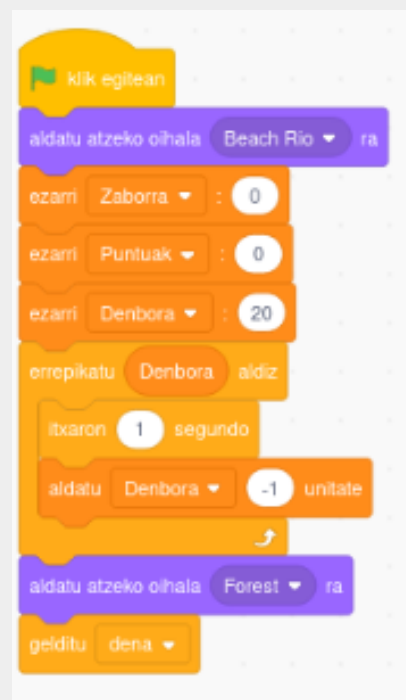 klik egitean
aldatu atzeko oihala Beach Rio ra
ezarri Zaborra : 0
ezarri Puntuak : 0
ezarri Denbora : 20
errepikatu Denbora aldiz
itxaron 1 segundo
aldatu Denbora -1 unitate
aldatu atzeko oihala Forest ra
gelditu dena